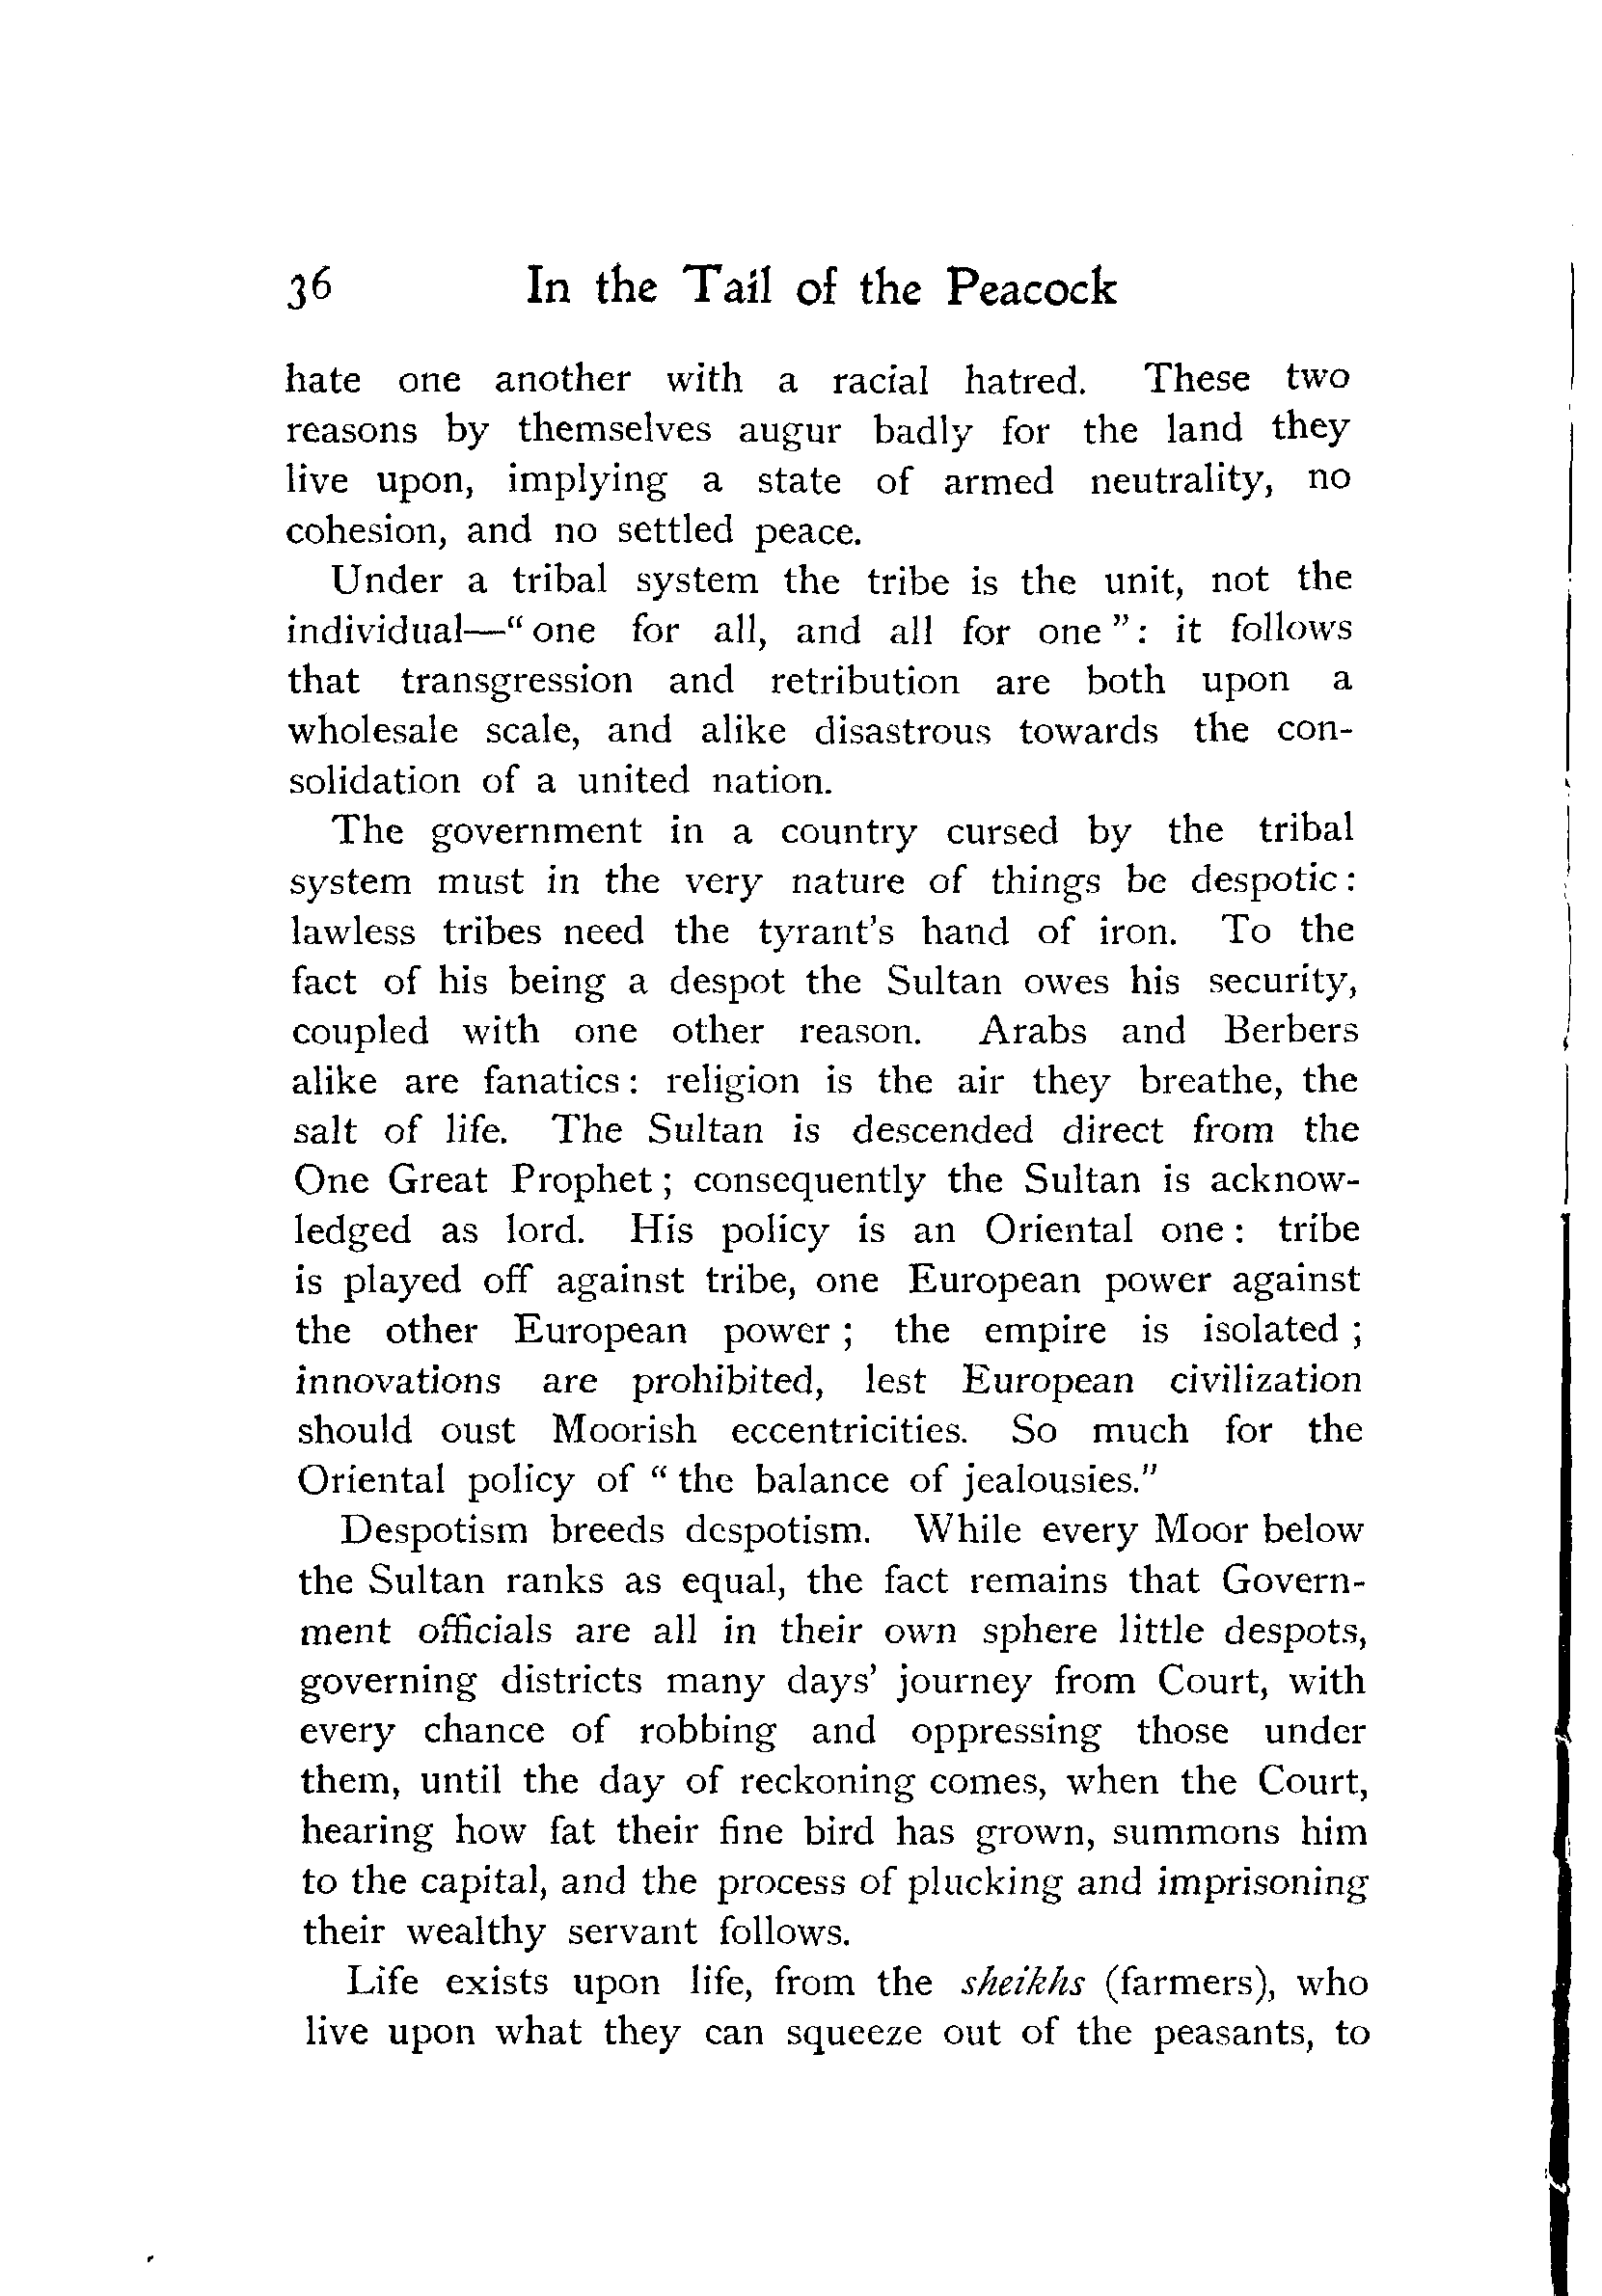 36 In the Tail of the Peacock
hate one another with a racial hatred. These two
reasons by themselves augur badly for the land they
live upon, implying a state of armed neutrality, no
cohesion, and no settled peace.
Under a tribal system the tribe is the unit, not the
individual—“one for all, and all for one”: it follows
that transgression and retribution are both upon a
wholesale scale, and alike disastrous towards the con-
solidation of a united nation.
The government in a country cursed by the tribal
system must in the very nature of things be despotic:
lawless tribes need the tyrant’s hand of iron. To the
fact of his being a despot the Sultan owes his security,
coupled with one other reason. Arabs and Berbers
alike are fanatics: religion is the air they breathe, the
salt of life. The Sultan is descended direct from the
One Great Prophet; consequently the Sultan is acknow-
ledged as lord. His policy is an Oriental one: tribe
is played off against tribe, one European power against
the other European power; the empire is isolated;
innovations are prohibited, lest European civilization
should oust Moorish eccentricities. So much for the
Oriental policy of “the balance of jealousies.”
Despotism breeds despotism. While every Moor below
the Sultan ranks as equal, the fact remains that Govern-
ment officials are all in their own sphere little despots,
governing districts many days’ journey from Court, with
every chance of robbing and oppressing those under
them, until the day of reckoning comes, when the Court,
hearing how fat their fine bird has grown, summons him
to the capital, and the process of plucking and imprisoning
their wealthy servant follows.
Life exists upon life, from the sheikhs (farmers), who
live upon what they can squeeze out of the peasants, to